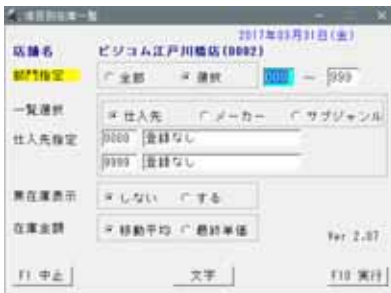 項目別在庫一覧
2017年03月31日(金)
店舗名 ビジコム江戸川橋店(0002)
部門指定 全部 選択 000 ～ 999
一覧選択 仕入先 メーカー サブジャンル
仕入先指定 0000 登録なし
9999 登録なし
無在庫表示 しない する
在庫金額 移動平均 最終単価
Ver 2.07
F1 中止 文字 F10 実行